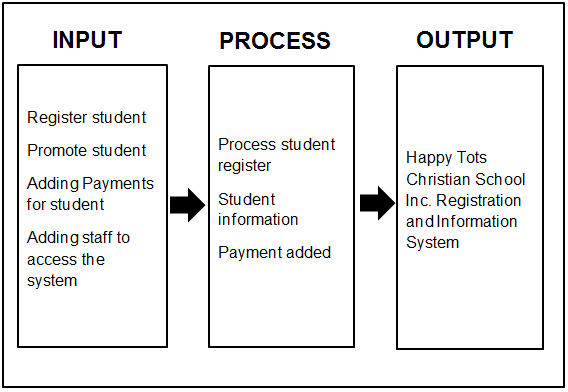 INPUT
Register student
Promote student
Adding Payments
for student
Adding staff to
access the
system
PROCESS
Process student
register
Student
information
Payment added
OUTPUT
Happy Tots
Christian School
Inc. Registration
and Information
System